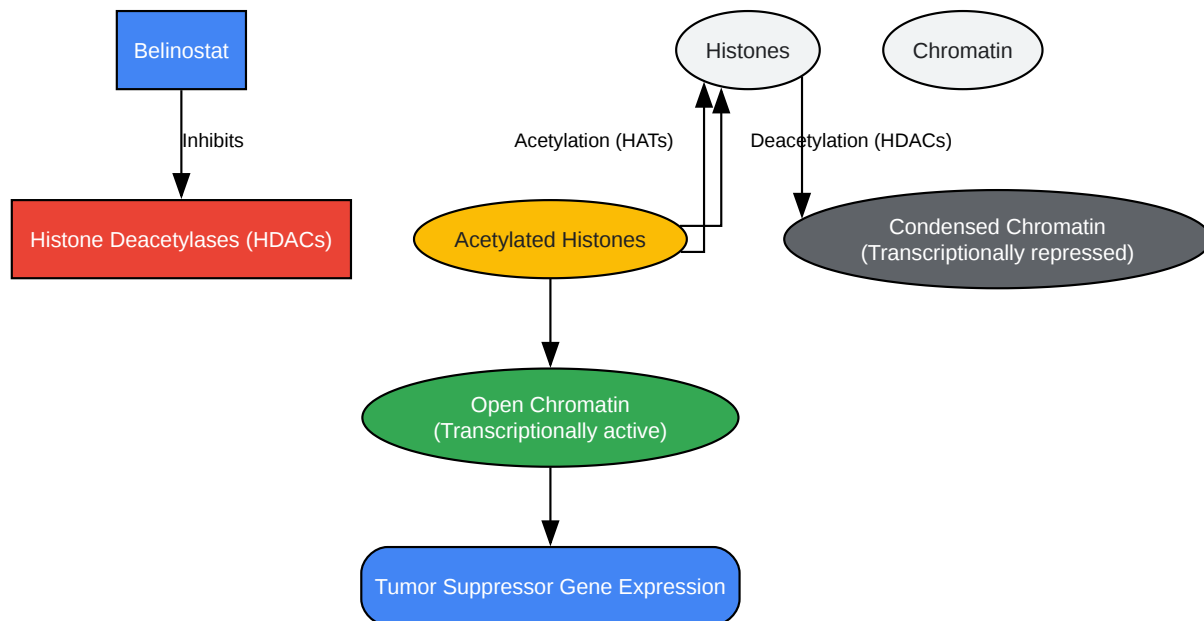 Belinostat
Histones
Chromatin
Inhibits
Acetylation (HATs)
Deacetylation (HDACs)
Histone Deacetylases (HDACs)
Acetylated Histones
Condensed Chromatin
(Transcriptionally repressed)
Open Chromatin
(Transcriptionally active)
Tumor Suppressor Gene Expression